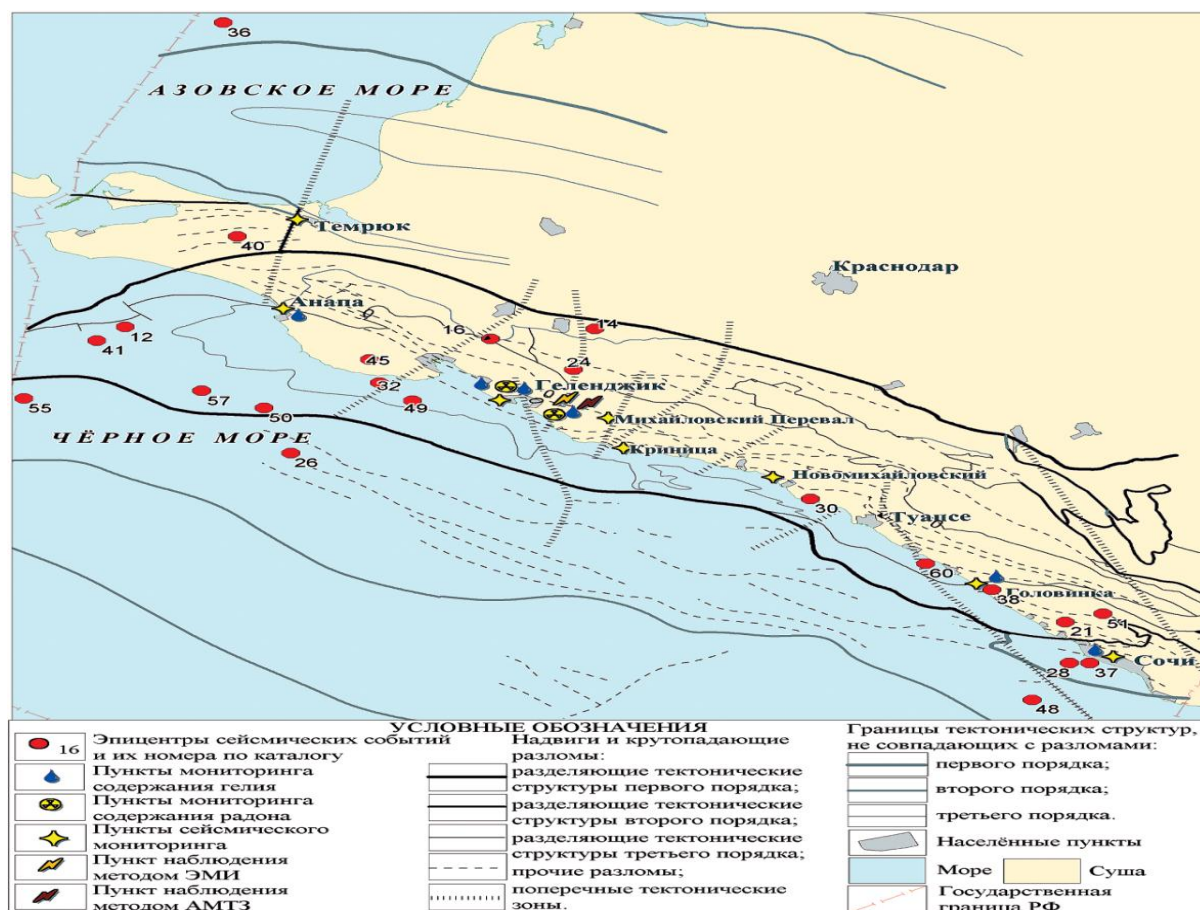 36
АЗОВСКОЕ МОРЕ
Темрюк
40
Краснодар
Анапа
12
41
16
14
45
24
32
Геленджик
55
57
49
50
Михайловский Перевал
ЧЁРНОЕ МОРЕ
Криница
26
Новомихайловский
30
Туапсе
60
38
Головинка
51
21
Сочи
28
37
48
УСЛОВНЫЕ ОБОЗНАЧЕНИЯ
16
Эпицентры сейсмических событий
и их номера по каталогу
Пункты мониторинга
содержания гелия
Пункты мониторинга
содержания радона
Пункты сейсмического
мониторинга
Пункт наблюдения
методом ЭМИ
Пункт наблюдения
методом АМТЗ
Надвиги и крутопадающие
разломы:
разделяющие тектонические
структуры первого порядка;
разделяющие тектонические
структуры второго порядка;
разделяющие тектонические
структуры третьего порядка;
прочие разломы;
поперечные тектонические
зоны.
Границы тектонических структур,
не совпадающих с разломами:
первого порядка;
второго порядка;
третьего порядка.
Населённые пункты
Море
Суша
Государственная
граница РФ